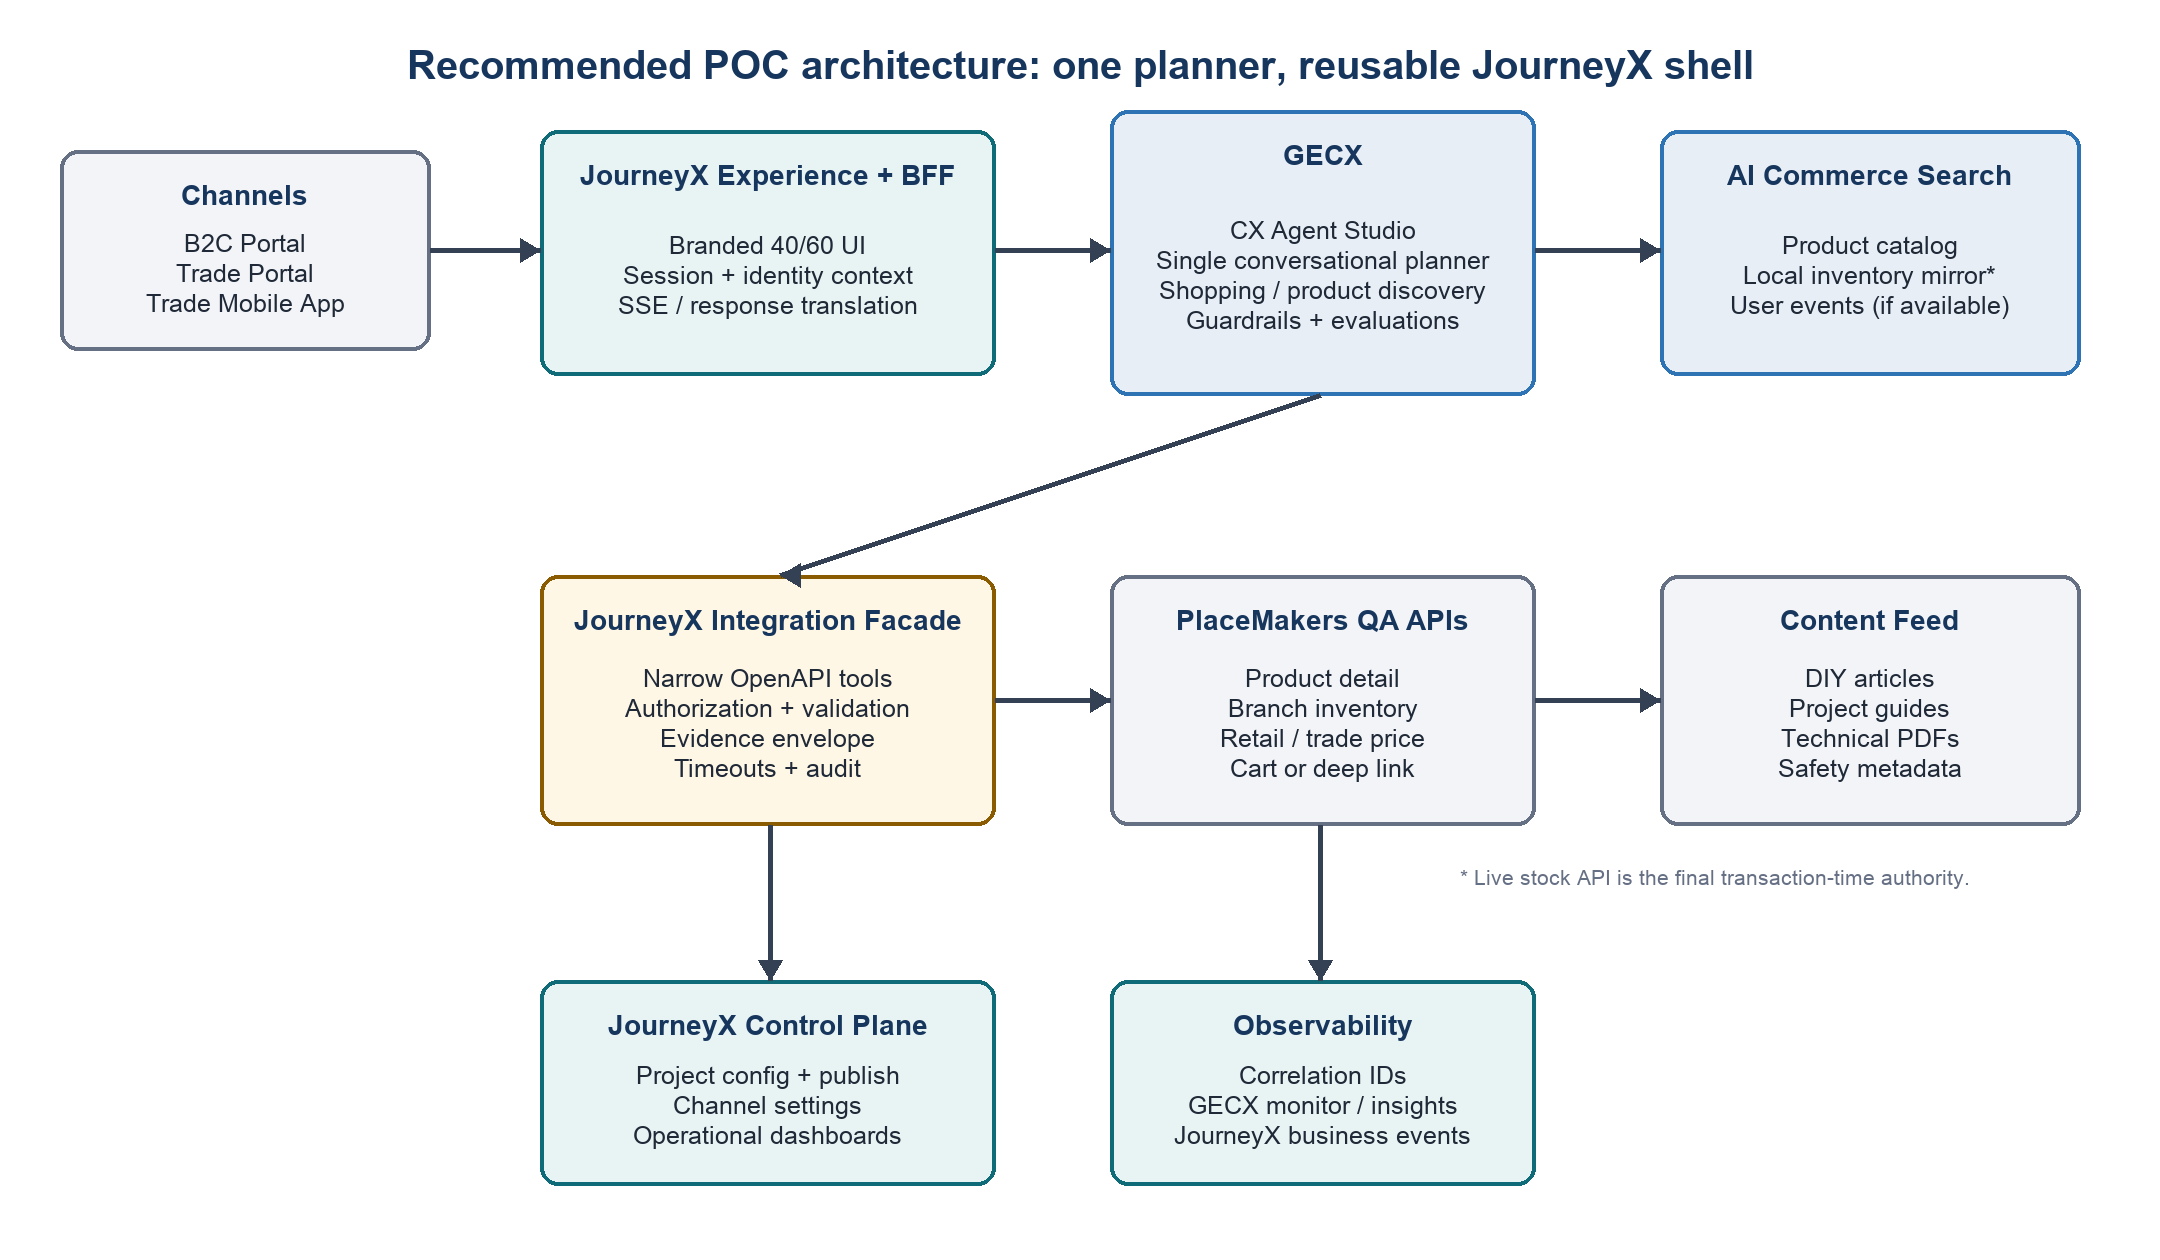 Recommended POC architecture: one planner, reusable JourneyX shell
Channels
B2C Portal
Trade Portal
Trade Mobile App
JourneyX Experience + BFF
Branded 40/60 UI
Session + identity context
SSE / response translation
GECX
CX Agent Studio
Single conversational planner
Shopping / product discovery
Guardrails + evaluations
AI Commerce Search
Product catalog
Local inventory mirror*
User events (if available)
JourneyX Integration Facade
Narrow OpenAPI tools
Authorization + validation
Evidence envelope
Timeouts + audit
PlaceMakers QA APIs
Product detail
Branch inventory
Retail / trade price
Cart or deep link
Content Feed
DIY articles
Project guides
Technical PDFs
Safety metadata
* Live stock API is the final transaction-time authority.
JourneyX Control Plane
Project config + publish
Channel settings
Operational dashboards
Observability
Correlation IDs
GECX monitor / insights
JourneyX business events